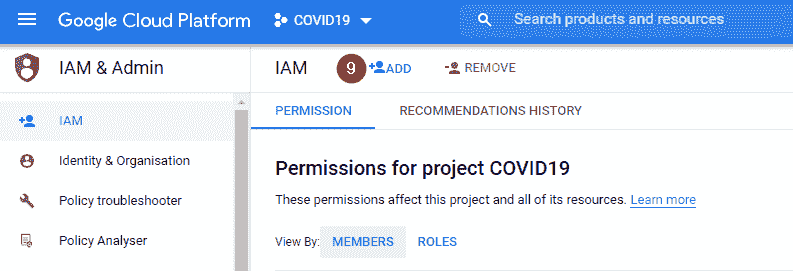 Google Cloud Platform COVID19 Search products and resources
IAM & Admin IAM 9 ADD REMOVE
IAM PERMISSION RECOMMENDATIONS HISTORY
Identity & Organisation
Permissions for project COVID19
Policy troubleshooter These permissions affect this project and all of its resources. Learn more
Policy Analyser View By: MEMBERS ROLES